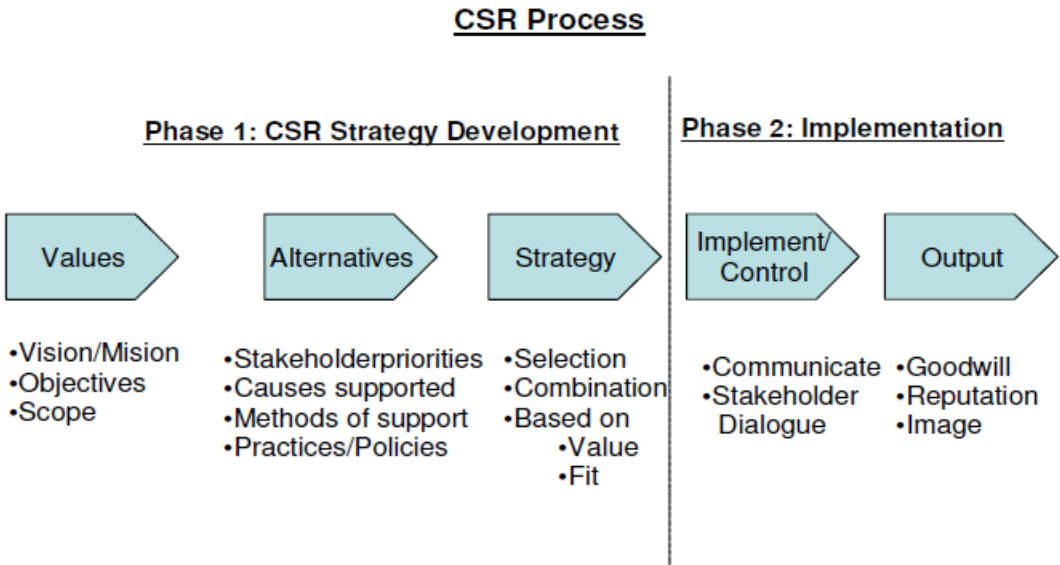 CSR Process
Phase 1: CSR Strategy Development
Phase 2: Implementation
Values
Alternatives
Strategy
Implement/
Control
Output
•Vision/Mision
•Objectives
•Scope
•Stakeholderpriorities
•Causes supported
•Methods of support
•Practices/Policies
•Selection
•Combination
•Based on
•Value
•Fit
•Communicate
•Stakeholder
Dialogue
•Goodwill
•Reputation
•Image